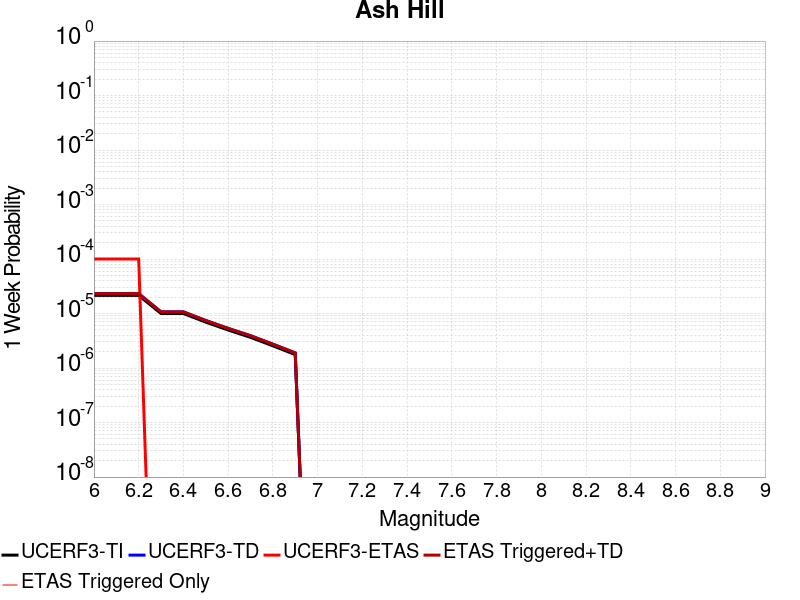 Ash Hill
10^0
10^-1
10^-2
10^-3
10^-4
10^-5
10^-6
10^-7
10^-8
1 Week Probability
6 6.2 6.4 6.6 6.8 7 7.2 7.4 7.6 7.8 8 8.2 8.4 8.6 8.8 9
Magnitude
UCERF3-TI UCERF3-TD UCERF3-ETAS ETAS Triggered+TD
ETAS Triggered Only